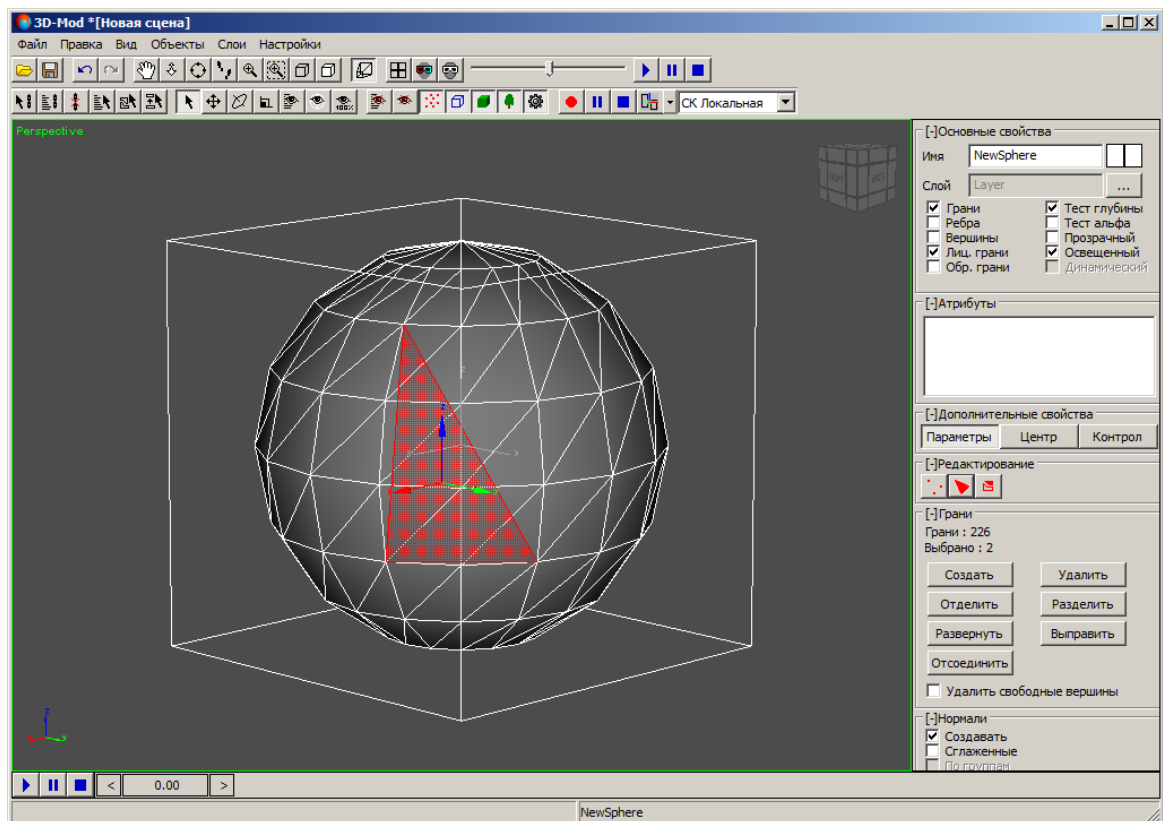 3D-Mod *[Новая сцена]
Файл Правка Вид Объекты Слои Настройки
100%
СК Локальная
Perspective
[-]Основные свойства
Имя NewSphere
Слой Layer ...
Грани Тест глубины
Ребра Тест альфа
Вершины Прозрачный
Лиц. грани Освещенный
Обр. грани Динамический
[-]Атрибуты
[-]Дополнительные свойства
Параметры Центр Контрол
[-]Редактирование
[-]Грани
Грани : 226
Выбрано : 2
Создать Удалить
Отделить Разделить
Развернуть Выправить
Отсоединить
Удалить свободные вершины
[-]Нормали
Создавать
Сглаженные
По группам
z
z
y
z
y
< 0.00 >
NewSphere